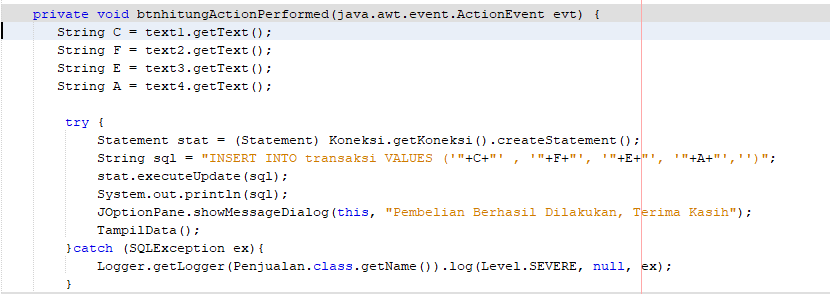 private void btnhitungActionPerformed(java.awt.event.ActionEvent evt) {
String C = text1.getText();
String F = text2.getText();
String E = text3.getText();
String A = text4.getText();
try {
Statement stat = (Statement) Koneksi.getKoneksi().createStatement();
String sql = "INSERT INTO transaksi VALUES ('"+C+"' , '"+F+"', '"+E+"', '"+A+"','')";
stat.executeUpdate(sql);
System.out.println(sql);
JOptionPane.showMessageDialog(this, "Pembelian Berhasil Dilakukan, Terima Kasih");
TampilData();
}catch (SQLException ex){
Logger.getLogger(Penjualan.class.getName()).log(Level.SEVERE, null, ex);
}